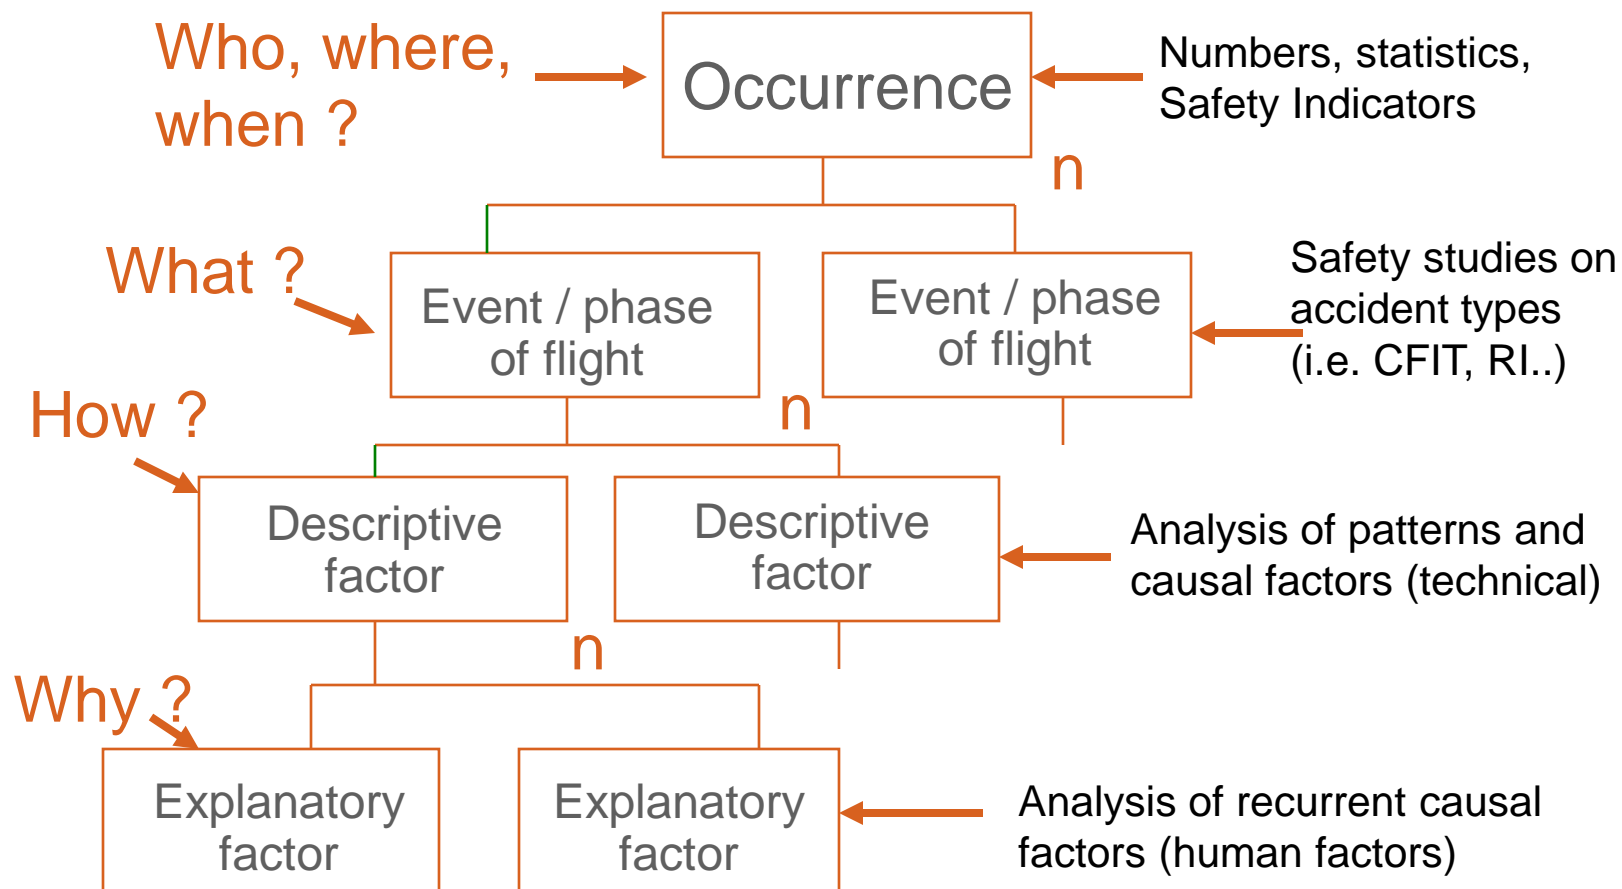 Who, where,
when ?
Occurrence
Numbers, statistics,
Safety Indicators
n
What ?
Event / phase
of flight
Event / phase
of flight
Safety studies on
accident types
(i.e. CFIT, RI..)
n
How ?
Descriptive
factor
Descriptive
factor
Analysis of patterns and
causal factors (technical)
n
Why ?
Explanatory
factor
Explanatory
factor
Analysis of recurrent causal
factors (human factors)